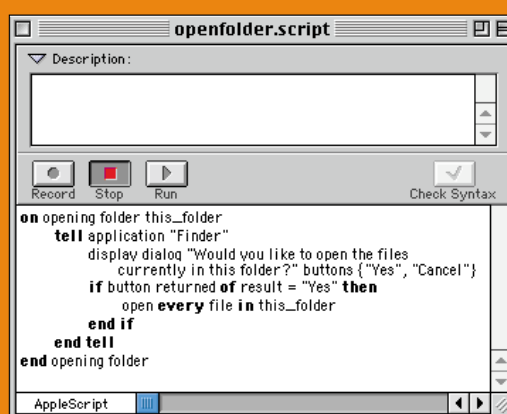 openfolder.script
Description:
Record Stop Run Check Syntax
on opening folder this_folder
tell application "Finder"
display dialog "Would you like to open the files
currently in this folder?" buttons {"Yes", "Cancel"}
if button returned of result = "Yes" then
open every file in this_folder
end if
end tell
end opening folder
AppleScript